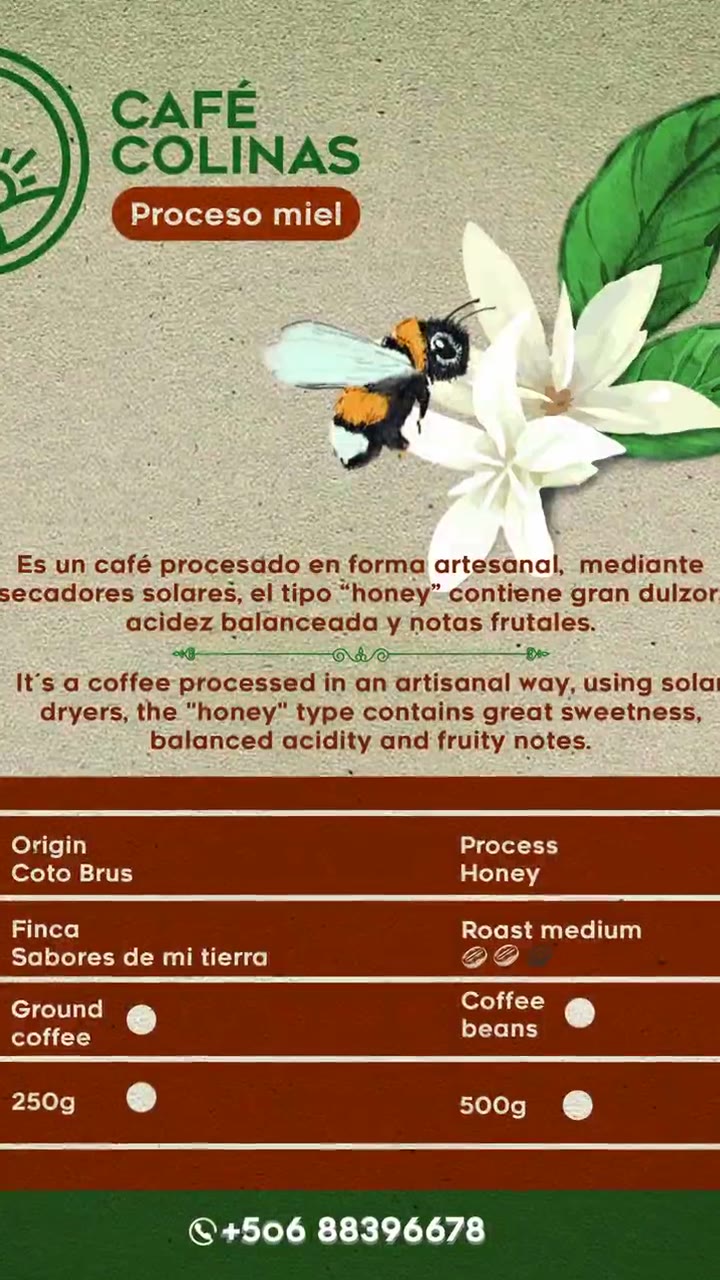 CAFÉ
COLINAS
Proceso miel
Es un café procesado en forma artesanal, mediante
secadores solares, el tipo “honey” contiene gran dulzor,
acidez balanceada y notas frutales.
It´s a coffee processed in an artisanal way, using solar
dryers, the "honey" type contains great sweetness,
balanced acidity and fruity notes.
Origin
Coto Brus
Process
Honey
Finca
Sabores de mi tierra
Roast medium
Ground
coffee
Coffee
beans
250g
500g
+506 88396678